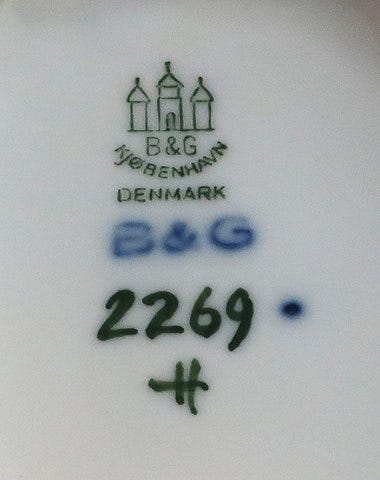 B&G
KJØBENHAVN
DENMARK
B&G
2269 •
H